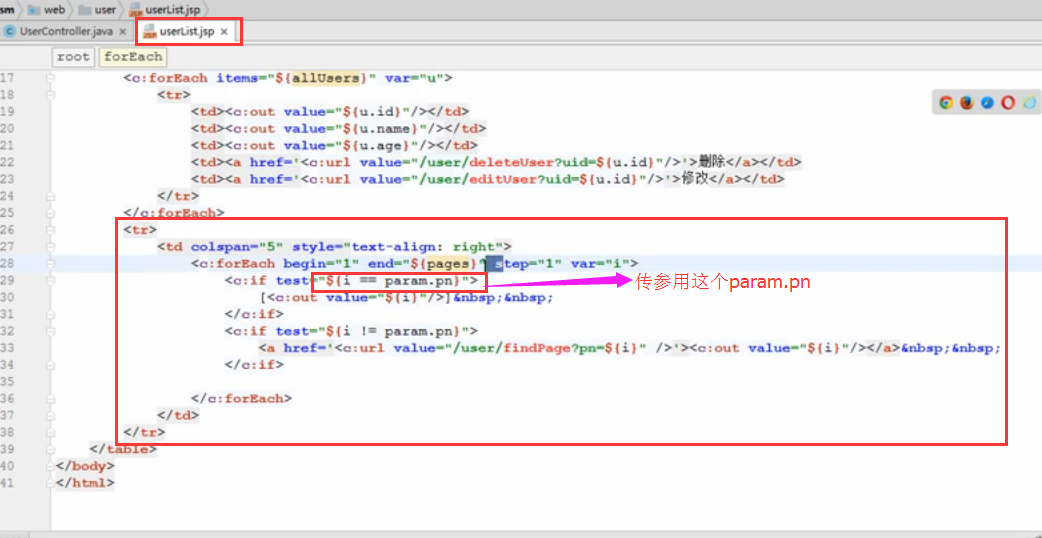 sm web user userList.jsp
UserController.java × userList.jsp ×
root forEach
17 <c:forEach items="${allUsers}" var="u">
18 <tr>
19 <td><c:out value="${u.id}"/></td>
20 <td><c:out value="${u.name}"/></td>
21 <td><c:out value="${u.age}"/></td>
22 <td><a href='<c:url value="/user/deleteUser?uid=${u.id}"/>'>删除</a></td>
23 <td><a href='<c:url value="/user/editUser?uid=${u.id}"/>'>修改</a></td>
24 </tr>
25 </c:forEach>
26 <tr>
27 <td colspan="5" style="text-align: right">
28 <c:forEach begin="1" end="${pages}" step="1" var="i">
29 <c:if test="${i == param.pn}"> 传参用这个param.pn
30 [<c:out value="${i}"/>]&nbsp;&nbsp;
31 </c:if>
32 <c:if test="${i != param.pn}">
33 <a href='<c:url value="/user/findPage?pn=${i}" />'><c:out value="${i}"/></a>&nbsp;&nbsp;
34 </c:if>
35
36 </c:forEach>
37 </td>
38 </tr>
39 </table>
40 </body>
41 </html>